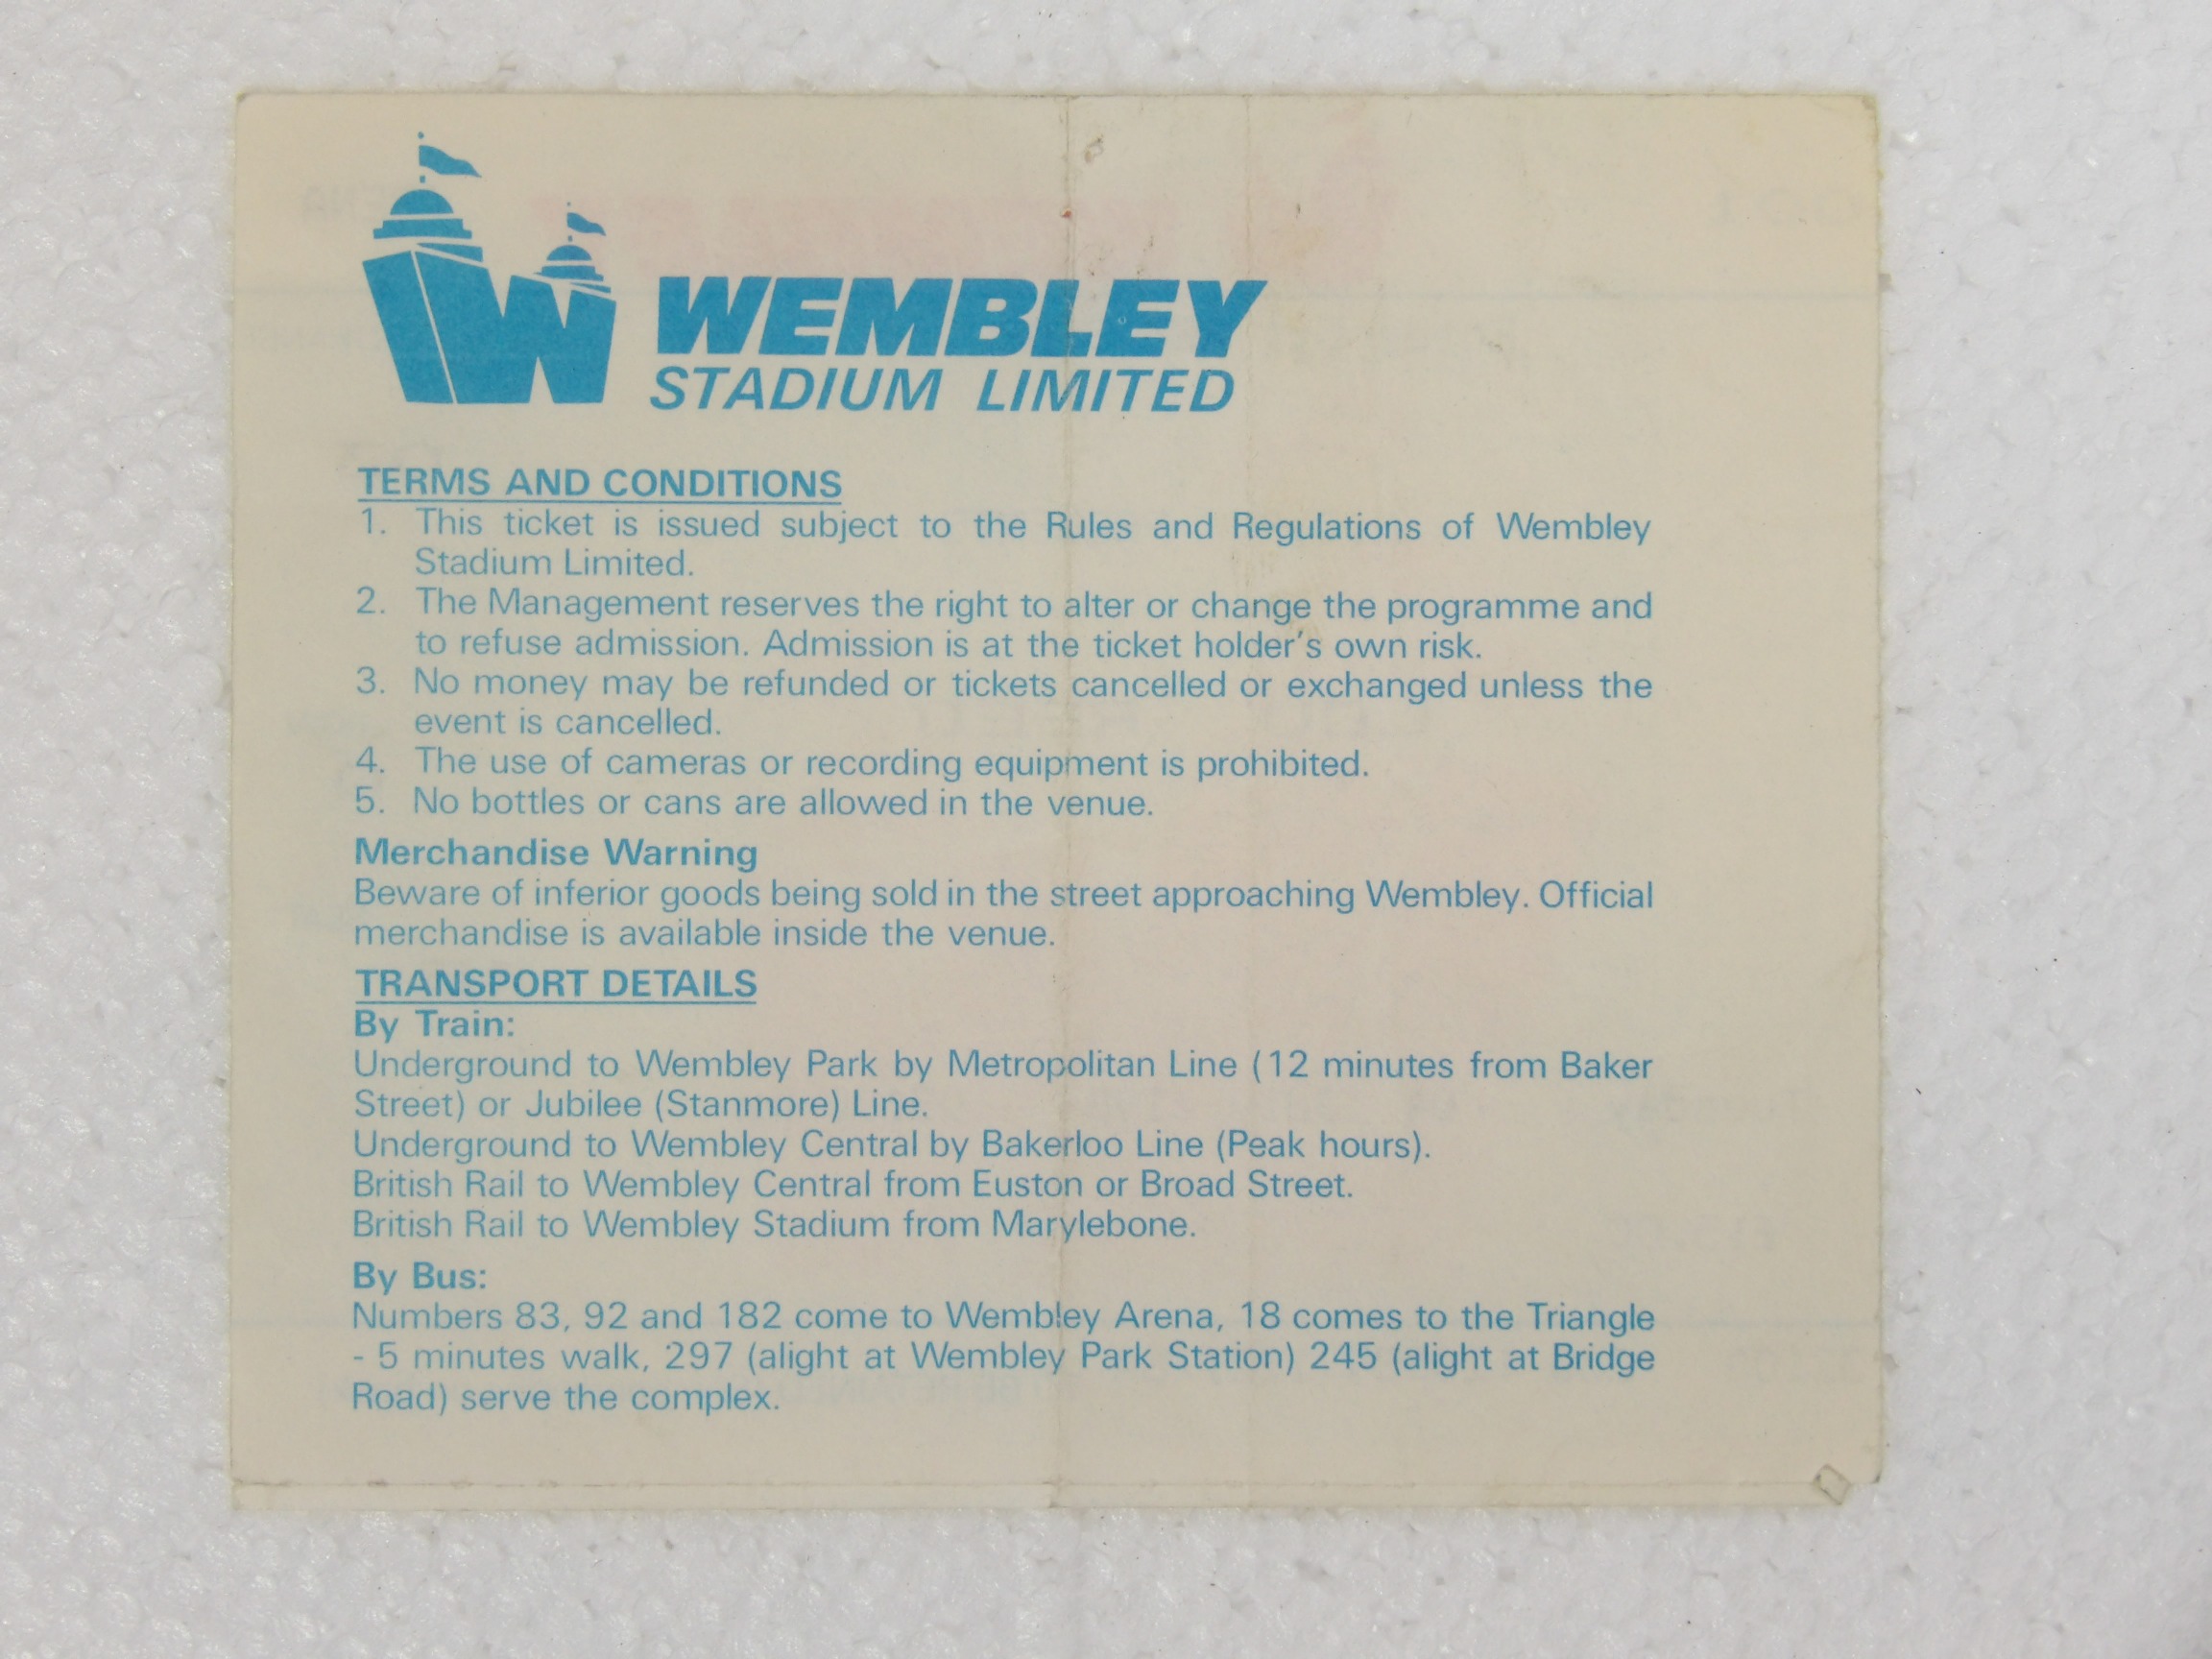 WEMBLEY
STADIUM LIMITED
TERMS AND CONDITIONS
1. This ticket is issued subject to the Rules and Regulations of Wembley
Stadium Limited.
2. The Management reserves the right to alter or change the programme and
to refuse admission. Admission is at the ticket holder's own risk.
3. No money may be refunded or tickets cancelled or exchanged unless the
event is cancelled.
4. The use of cameras or recording equipment is prohibited.
5. No bottles or cans are allowed in the venue.
Merchandise Warning
Beware of inferior goods being sold in the street approaching Wembley. Official
merchandise is available inside the venue.
TRANSPORT DETAILS
By Train:
Underground to Wembley Park by Metropolitan Line (12 minutes from Baker
Street) or Jubilee (Stanmore) Line.
Underground to Wembley Central by Bakerloo Line (Peak hours).
British Rail to Wembley Central from Euston or Broad Street.
British Rail to Wembley Stadium from Marylebone.
By Bus:
Numbers 83, 92 and 182 come to Wembley Arena, 18 comes to the Triangle
- 5 minutes walk, 297 (alight at Wembley Park Station) 245 (alight at Bridge
Road) serve the complex.